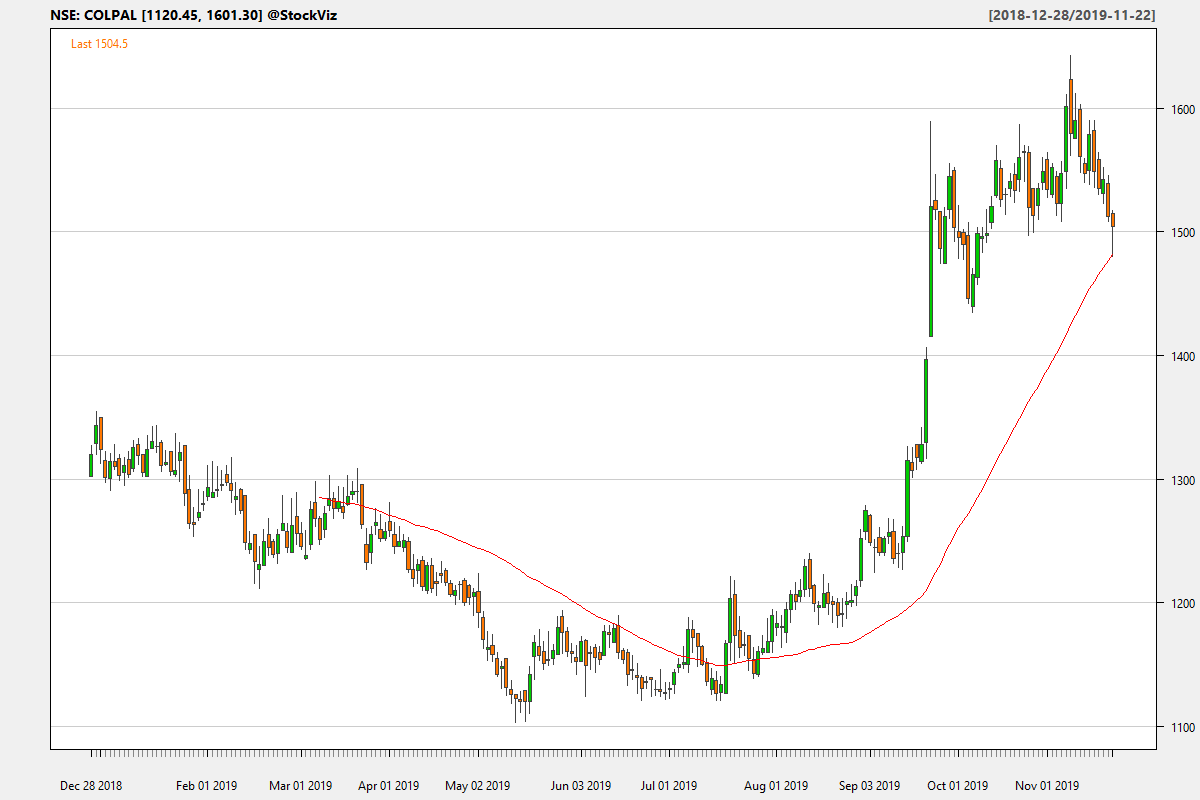 NSE: COLPAL [1120.45, 1601.30] @StockViz [2018-12-28/2019-11-22]
Last 1504.5
1600
1500
1400
1300
1200
1100
Dec 28 2018 Feb 01 2019 Mar 01 2019 Apr 01 2019 May 02 2019 Jun 03 2019 Jul 01 2019 Aug 01 2019 Sep 03 2019 Oct 01 2019 Nov 01 2019